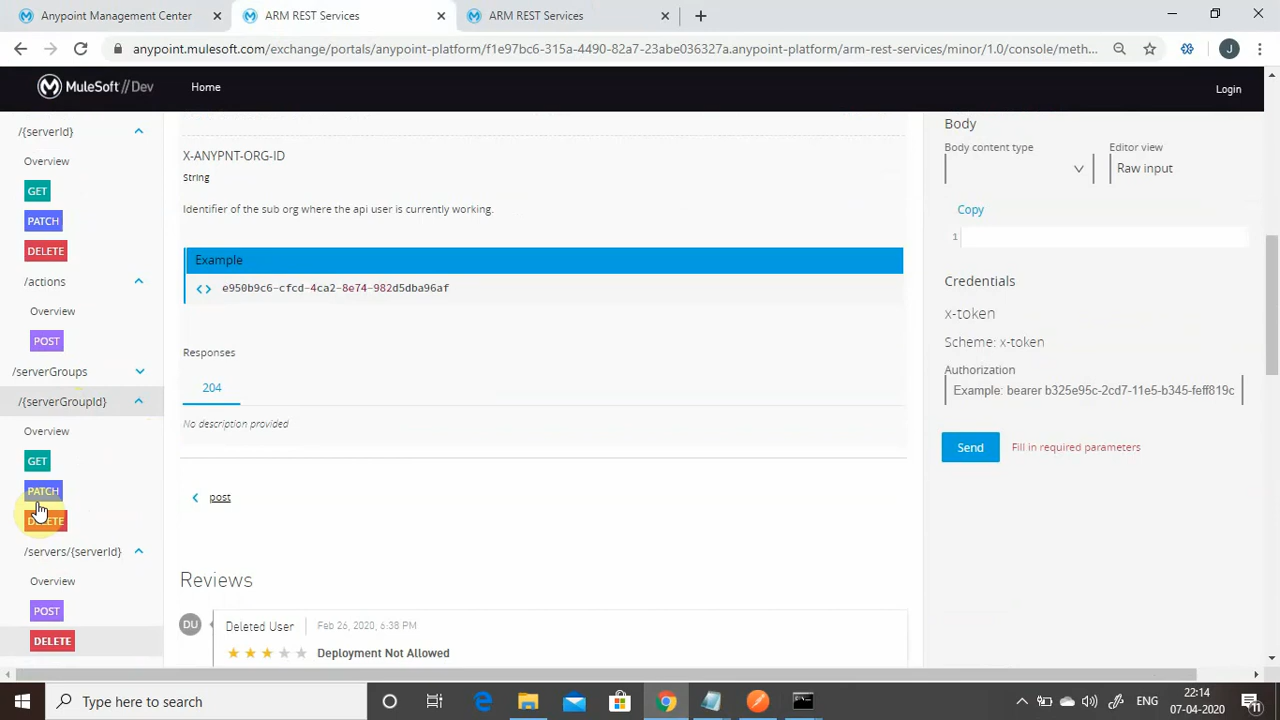 Anypoint Management Center
ARM REST Services
ARM REST Services
anypoint.mulesoft.com/exchange/portals/anypoint-platform/f1e97bc6-315a-4490-82a7-23abe036327a.anypoint-platform/arm-rest-services/minor/1.0/console/meth...
J
MuleSoft // Dev
Home
Login
/{serverId}
Overview
GET
PATCH
DELETE
/actions
Overview
POST
/serverGroups
/{serverGroupId}
Overview
GET
PATCH
DELETE
/servers/{serverId}
Overview
POST
DELETE
X-ANYPNT-ORG-ID
String
Identifier of the sub org where the api user is currently working.
Example
e950b9c6-cfcd-4ca2-8e74-982d5dba96af
Responses
204
No description provided
post
Reviews
DU
Deleted User
Feb 26, 2020, 6:38 PM
Deployment Not Allowed
Body
Body content type
Editor view
Raw input
Copy
1
Credentials
x-token
Scheme: x-token
Authorization
Example: bearer b325e95c-2cd7-11e5-b345-feff819c
Send
Fill in required parameters
Type here to search
ENG
22:14
07-04-2020
11